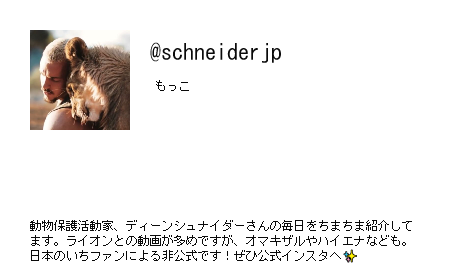 @schneiderjp
もっこ
動物保護活動家、ディーンシュナイダーさんの毎日をちまちま紹介して
ます。ライオンとの動画が多めですが、オマキザルやハイエナなども。
日本のいちファンによる非公式です！ぜひ公式インスタへ✨